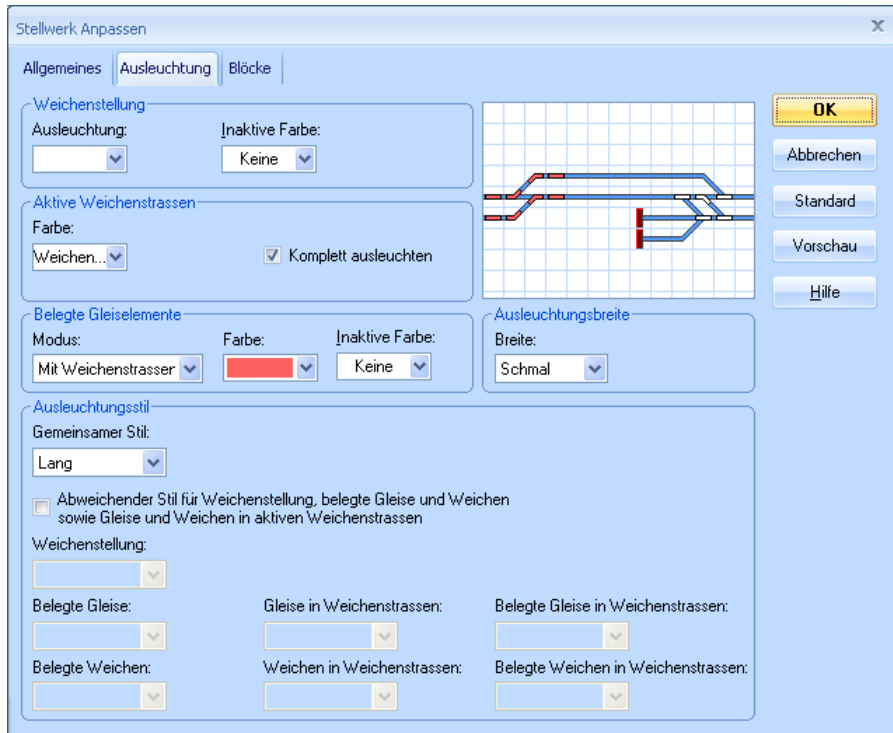 Stellwerk Anpassen
Allgemeines Ausleuchtung Blöcke
Weichenstellung
Ausleuchtung: Inaktive Farbe:
Keine
Aktive Weichenstrassen
Farbe:
Weichen... Komplett ausleuchten
Belegte Gleiselemente
Modus: Farbe: Inaktive Farbe:
Mit Weichenstrasser Keine
Ausleuchtungsbreite
Breite:
Schmal
OK
Abbrechen
Standard
Vorschau
Hilfe
Ausleuchtungsstil
Gemeinsamer Stil:
Lang
Abweichender Stil für Weichenstellung, belegte Gleise und Weichen
sowie Gleise und Weichen in aktiven Weichenstrassen
Weichenstellung:
Belegte Gleise: Gleise in Weichenstrassen: Belegte Gleise in Weichenstrassen:
Belegte Weichen: Weichen in Weichenstrassen: Belegte Weichen in Weichenstrassen: